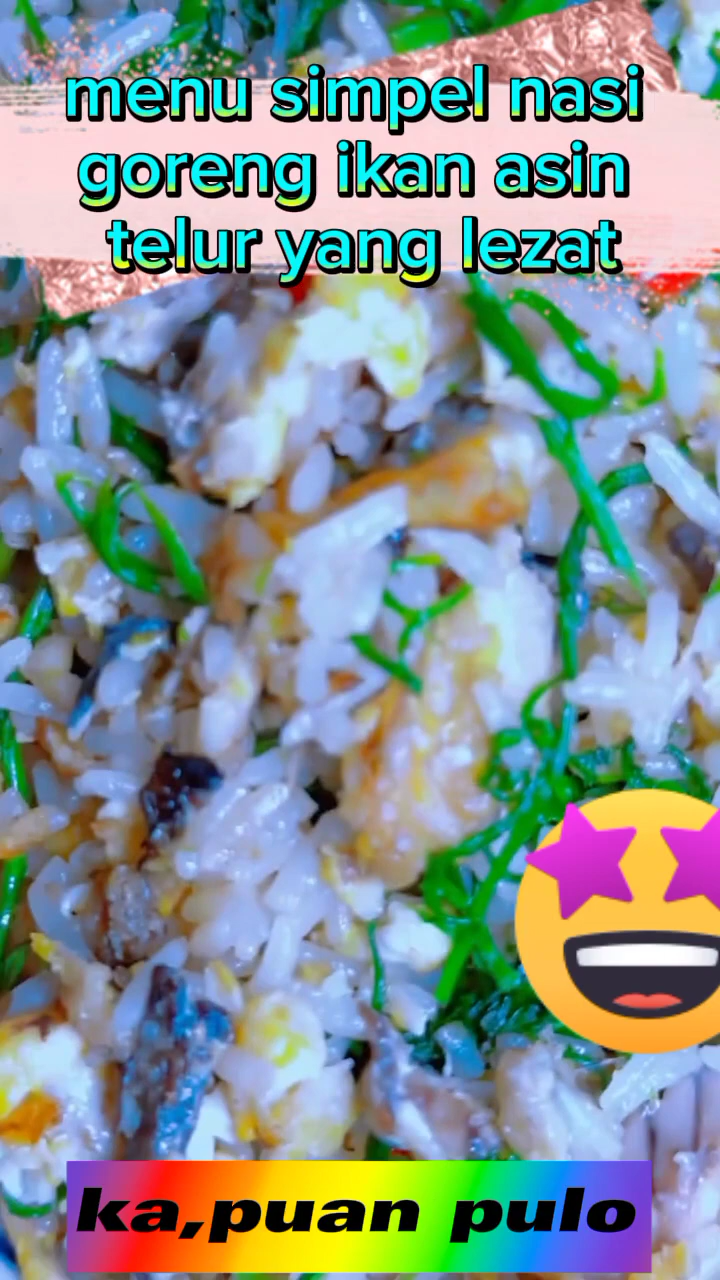 menu simpel nasi
goreng ikan asin
telur yang lezat
ka,puan pulo